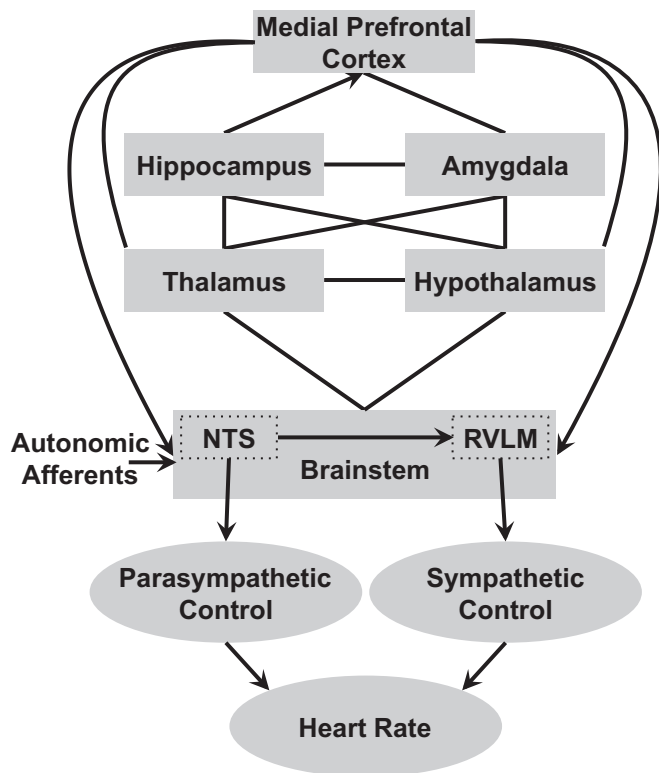 Medial Prefrontal
Cortex
Hippocampus
Amygdala
Thalamus
Hypothalamus
NTS
RVLM
Autonomic
Afferents
Brainstem
Parasympathetic
Control
Sympathetic
Control
Heart Rate